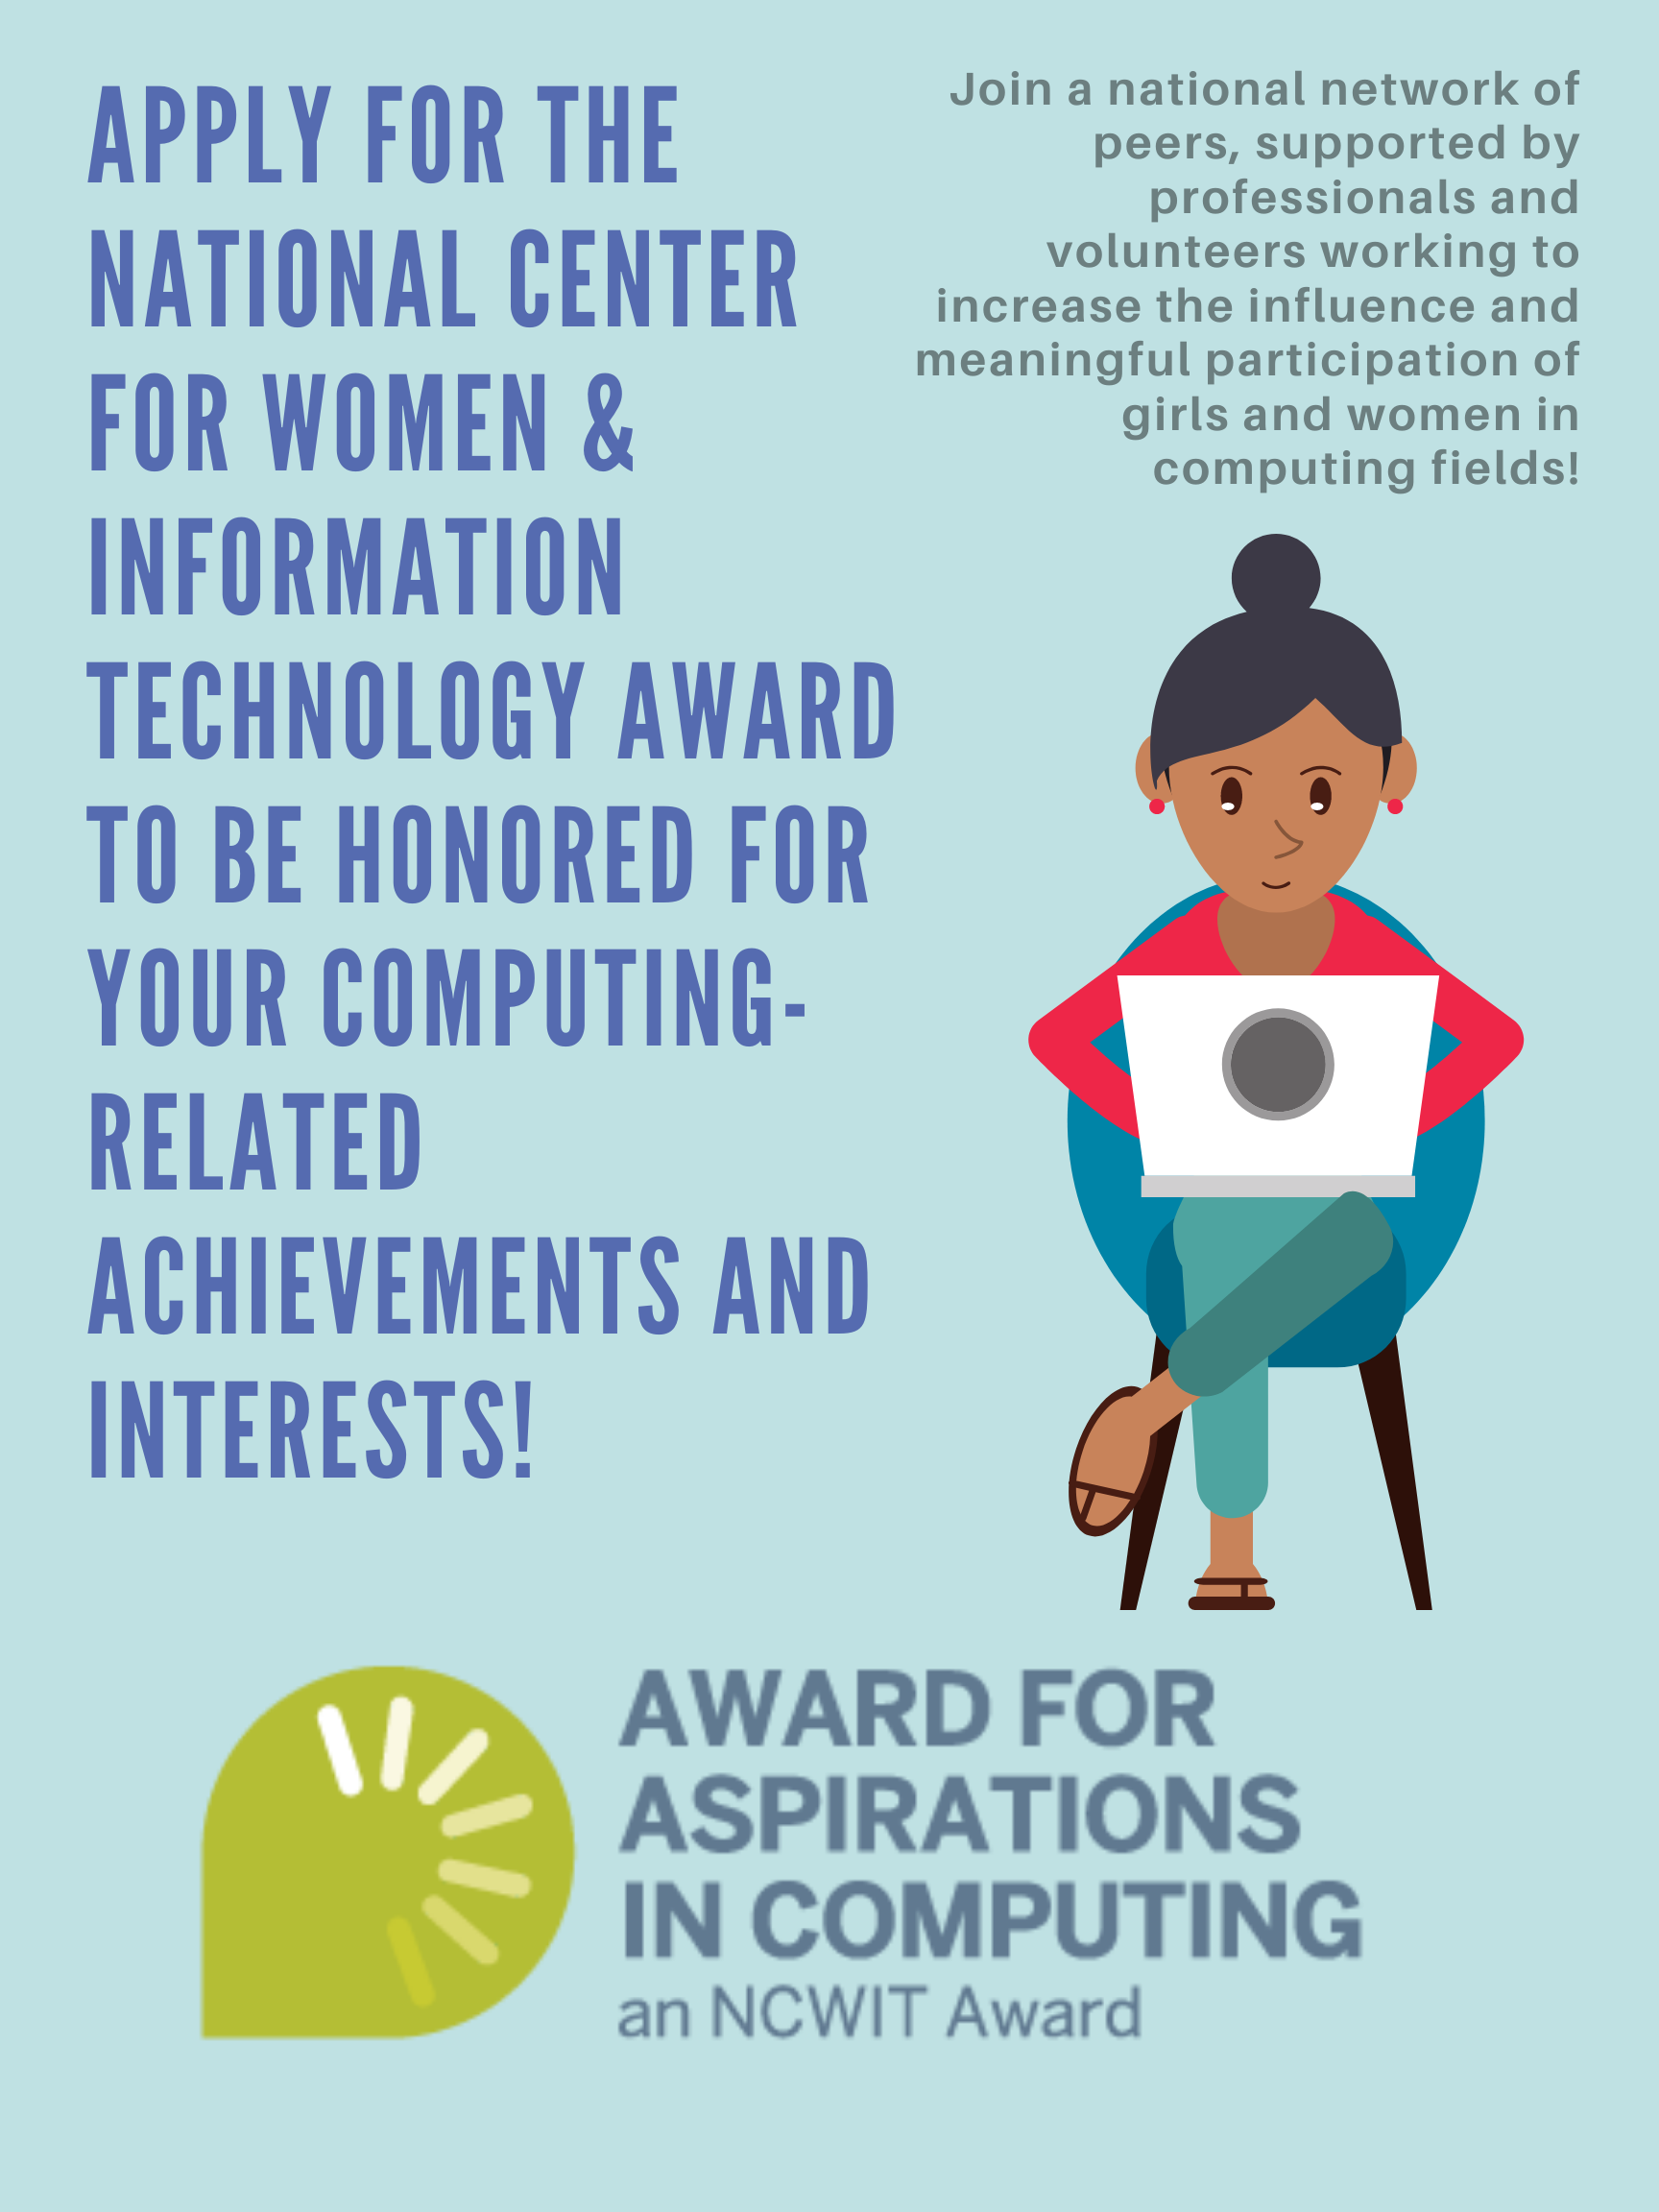 APPLY FOR THE
NATIONAL CENTER
FOR WOMEN &
INFORMATION
TECHNOLOGY AWARD
TO BE HONORED FOR
YOUR COMPUTING-
RELATED
ACHIEVEMENTS AND
INTERESTS!
Join a national network of
peers, supported by
professionals and
volunteers working to
increase the influence and
meaningful participation of
girls and women in
computing fields!
AWARD FOR
ASPIRATIONS
IN COMPUTING
an NCWIT Award